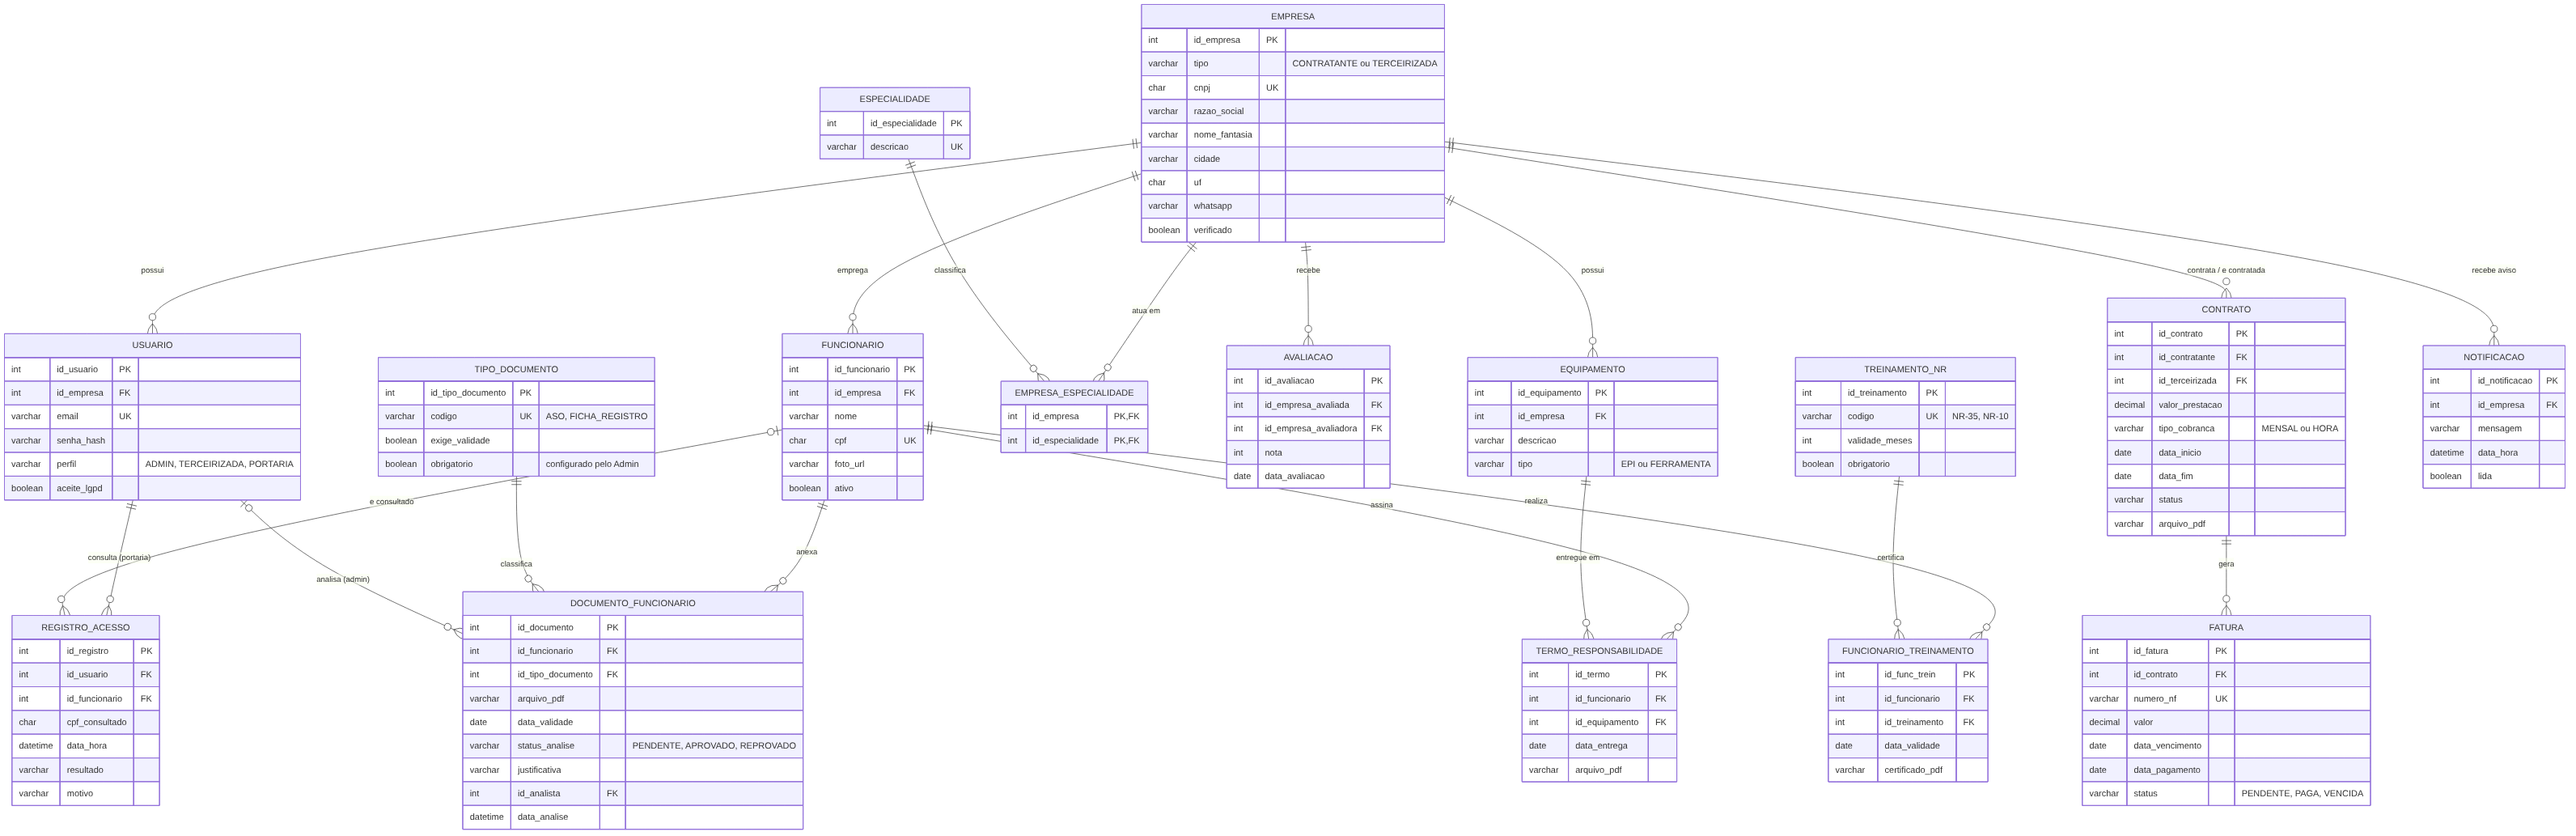 EMPRESA
int id_empresa PK
varchar tipo CONTRATANTE ou TERCEIRIZADA
char cnpj UK
varchar razao_social
varchar nome_fantasia
varchar cidade
char uf
varchar whatsapp
boolean verificado
ESPECIALIDADE
int id_especialidade PK
varchar descricao UK
possui
emprega
classifica
atua em
recebe
possui
contrata / e contratada
recebe aviso
USUARIO
int id_usuario PK
int id_empresa FK
varchar email UK
varchar senha_hash
varchar perfil ADMIN, TERCEIRIZADA, PORTARIA
boolean aceite_lgpd
TIPO_DOCUMENTO
int id_tipo_documento PK
varchar codigo UK ASO, FICHA_REGISTRO
boolean exige_validade
boolean obrigatorio configurado pelo Admin
FUNCIONARIO
int id_funcionario PK
int id_empresa FK
varchar nome
char cpf UK
varchar foto_url
boolean ativo
EMPRESA_ESPECIALIDADE
int id_empresa PK,FK
int id_especialidade PK,FK
AVALIACAO
int id_avaliacao PK
int id_empresa_avaliada FK
int id_empresa_avaliadora FK
int nota
date data_avaliacao
EQUIPAMENTO
int id_equipamento PK
int id_empresa FK
varchar descricao
varchar tipo EPI ou FERRAMENTA
TREINAMENTO_NR
int id_treinamento PK
varchar codigo UK NR-35, NR-10
int validade_meses
boolean obrigatorio
CONTRATO
int id_contrato PK
int id_contratante FK
int id_terceirizada FK
decimal valor_prestacao
varchar tipo_cobranca MENSAL ou HORA
date data_inicio
date data_fim
varchar status
varchar arquivo_pdf
NOTIFICACAO
int id_notificacao PK
int id_empresa FK
varchar mensagem
datetime data_hora
boolean lida
e consultado
consulta (portaria)
analisa (admin)
classifica
anexa
assina
realiza
entregue em
certifica
gera
REGISTRO_ACESSO
int id_registro PK
int id_usuario FK
int id_funcionario FK
char cpf_consultado
datetime data_hora
varchar resultado
varchar motivo
DOCUMENTO_FUNCIONARIO
int id_documento PK
int id_funcionario FK
int id_tipo_documento FK
varchar arquivo_pdf
date data_validade
varchar status_analise PENDENTE, APROVADO, REPROVADO
varchar justificativa
int id_analista FK
datetime data_analise
TERMO_RESPONSABILIDADE
int id_termo PK
int id_funcionario FK
int id_equipamento FK
date data_entrega
varchar arquivo_pdf
FUNCIONARIO_TREINAMENTO
int id_func_trein PK
int id_funcionario FK
int id_treinamento FK
date data_validade
varchar certificado_pdf
FATURA
int id_fatura PK
int id_contrato FK
varchar numero_nf UK
decimal valor
date data_vencimento
date data_pagamento
varchar status PENDENTE, PAGA, VENCIDA